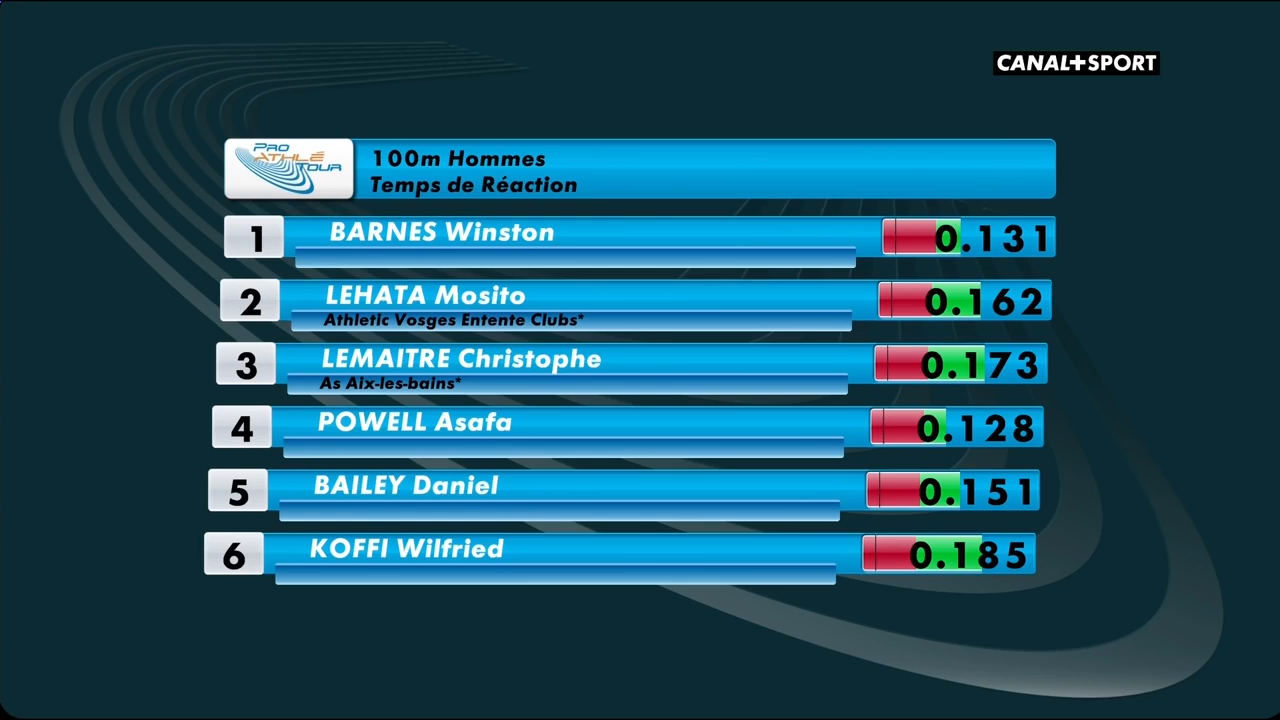 CANAL+SPORT
PRO
ATHLÉ
TOUR
100m Hommes
Temps de Réaction
1 BARNES Winston 0.131
2 LEHATA Mosito 0.162
Athletic Vosges Entente Clubs*
3 LEMAITRE Christophe 0.173
As Aix-les-bains*
4 POWELL Asafa 0.128
5 BAILEY Daniel 0.151
6 KOFFI Wilfried 0.185